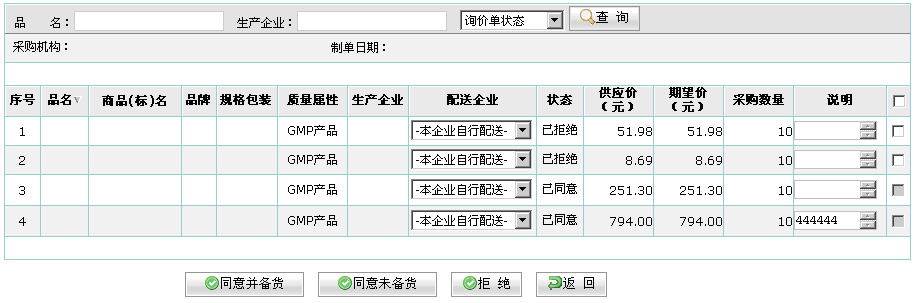 品 名： 生产企业： 询价单状态 查 询
采购机构： 制单日期：
序号 品名 商品(标)名 品牌 规格包装 质量属性 生产企业 配送企业 状态 供应价（元） 期望价（元） 采购数量 说明
1 GMP产品 -本企业自行配送- 已拒绝 51.98 51.98 10
2 GMP产品 -本企业自行配送- 已拒绝 8.69 8.69 10
3 GMP产品 -本企业自行配送- 已同意 251.30 251.30 10
4 GMP产品 -本企业自行配送- 已同意 794.00 794.00 10 444444
同意并备货 同意未备货 拒 绝 返 回